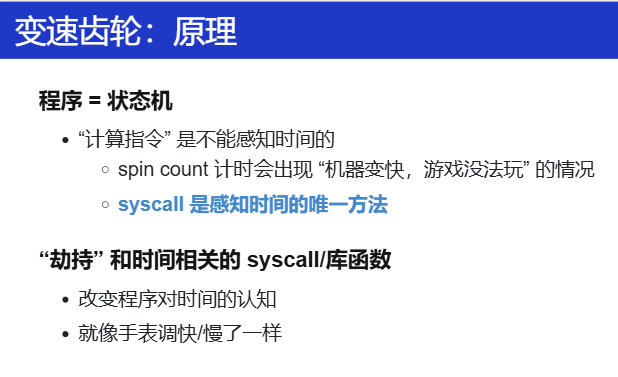 变速齿轮：原理
程序 = 状态机
• “计算指令” 是不能感知时间的
◦ spin count 计时会出现 “机器变快，游戏没法玩” 的情况
◦ syscall 是感知时间的唯一方法
“劫持” 和时间相关的 syscall/库函数
• 改变程序对时间的认知
• 就像手表调快/慢了一样